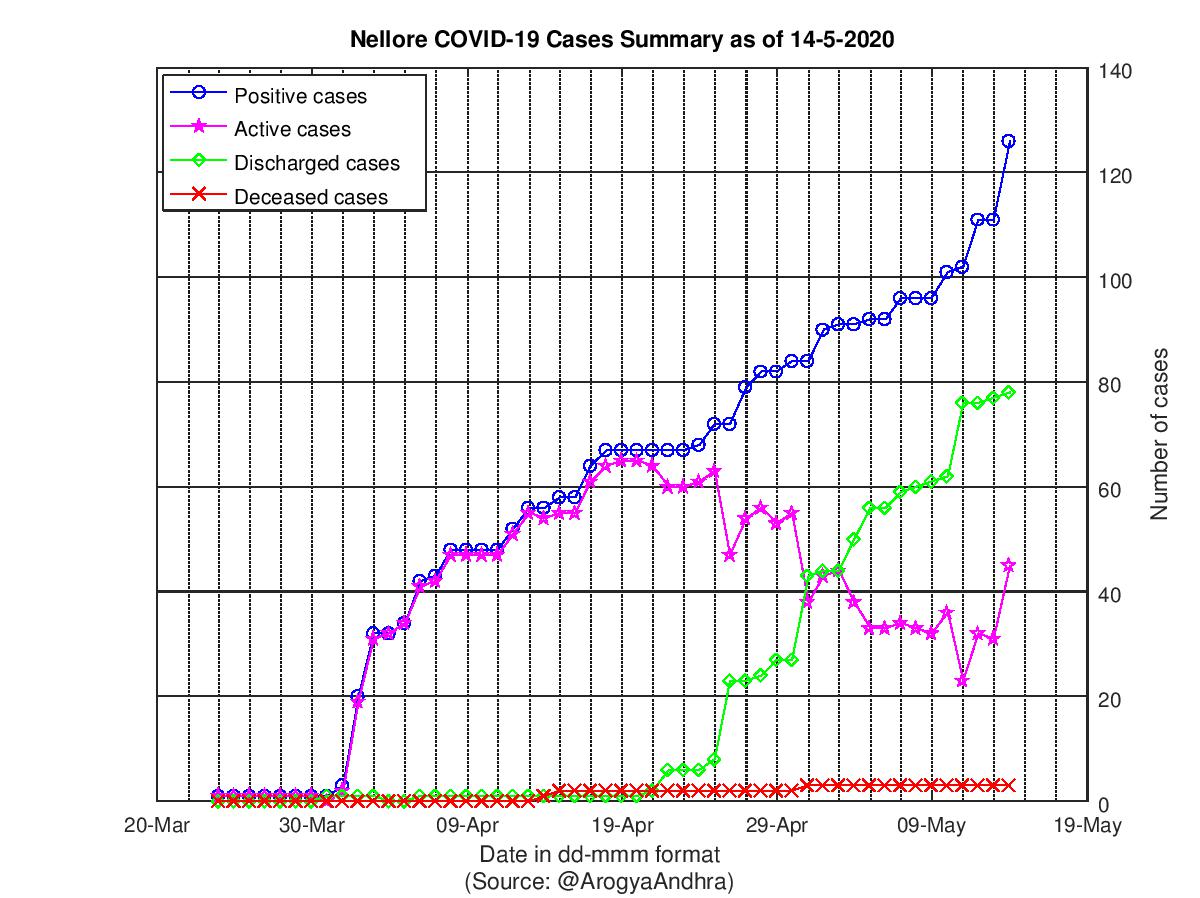 Nellore COVID-19 Cases Summary as of 14-5-2020
Positive cases
Active cases
Discharged cases
Deceased cases
140
120
100
80
60
40
20
0
Number of cases
20-Mar 30-Mar 09-Apr 19-Apr 29-Apr 09-May 19-May
Date in dd-mmm format
(Source: @ArogyaAndhra)